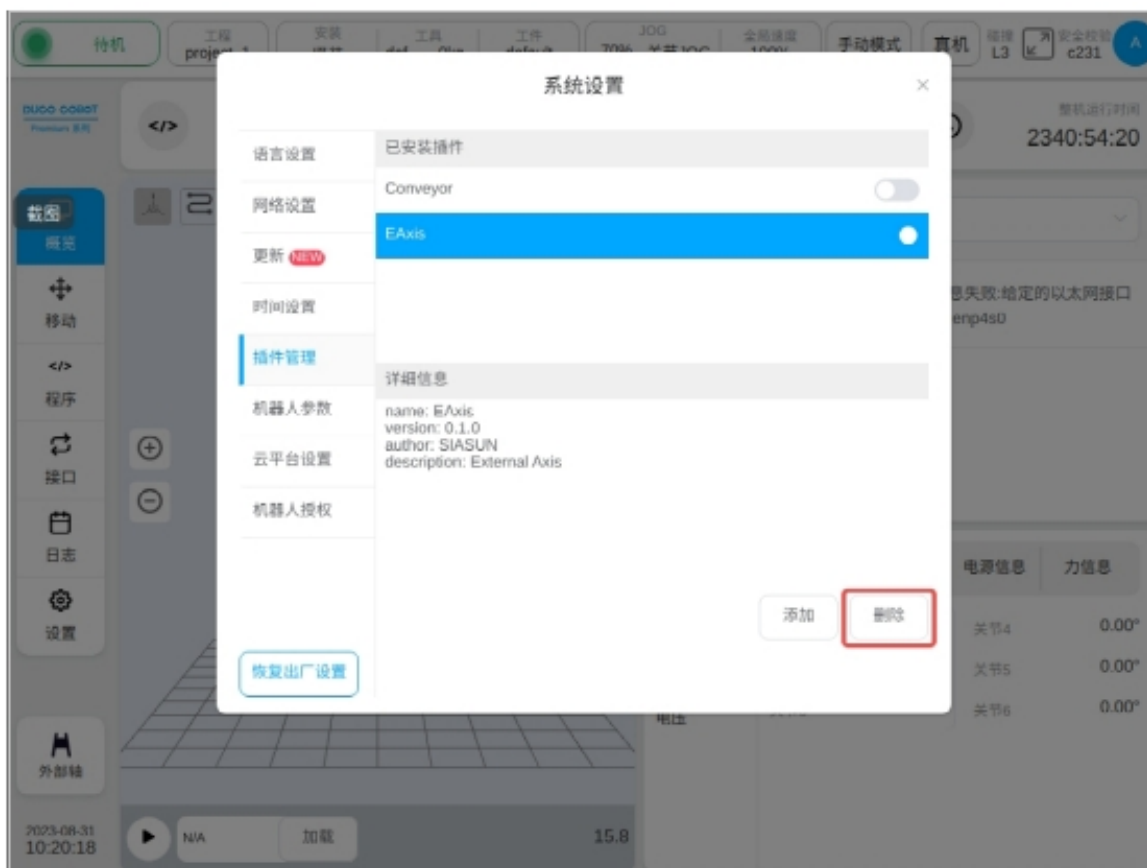 待机
工程
安装
工具
工件
JOG
全局速度
手动模式
真机
碰撞
L3
安全校验
c231
A
DUCO COBOT
</>
整机运行时间
2340:54:20
系统设置
×
语言设置
网络设置
更新 NEW
时间设置
插件管理
机器人参数
云平台设置
机器人授权
恢复出厂设置
已安装插件
Conveyor
EAxis
详细信息
name: EAxis
version: 0.1.0
author: SIASUN
description: External Axis
添加
删除
截图
概览
移动
</>
程序
接口
日志
设置
外部轴
2023-08-31
10:20:18
息失败:给定的以太网接口
enp4s0
电源信息
力信息
关节4
0.00°
关节5
0.00°
关节6
0.00°
电压
N/A
加载
15.8